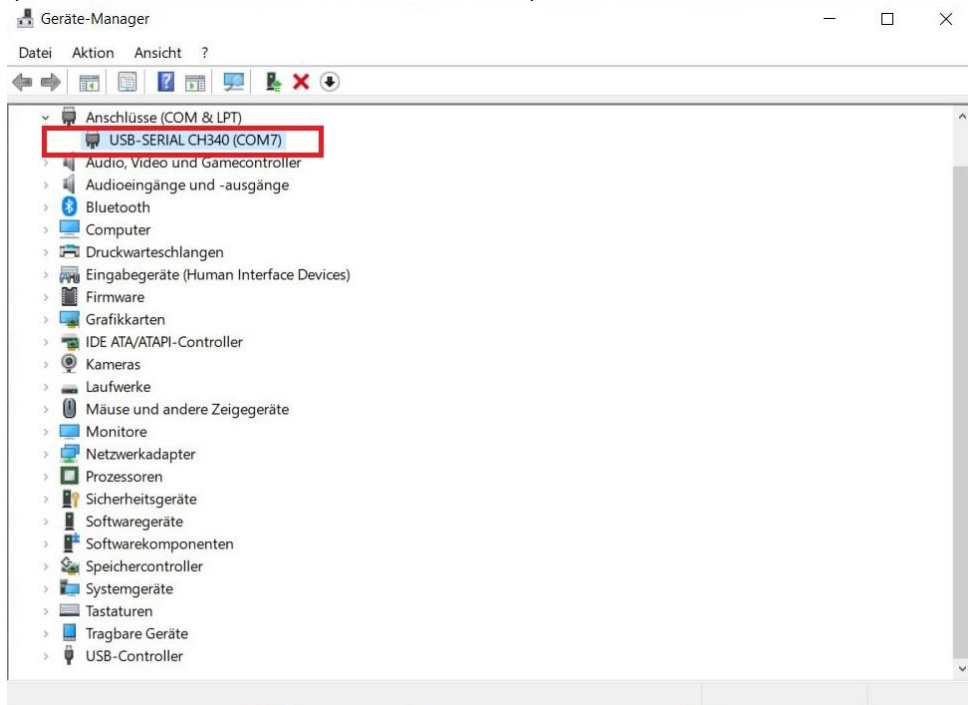 Geräte-Manager
Datei Aktion Ansicht ?
Anschlüsse (COM & LPT)
USB-SERIAL CH340 (COM7)
Audio, Video und Gamecontroller
Audioeingänge und -ausgänge
Bluetooth
Computer
Druckwarteschlangen
Eingabegeräte (Human Interface Devices)
Firmware
Grafikkarten
IDE ATA/ATAPI-Controller
Kameras
Laufwerke
Mäuse und andere Zeigegeräte
Monitore
Netzwerkadapter
Prozessoren
Sicherheitsgeräte
Softwaregeräte
Softwarekomponenten
Speichercontroller
Systemgeräte
Tastaturen
Tragbare Geräte
USB-Controller